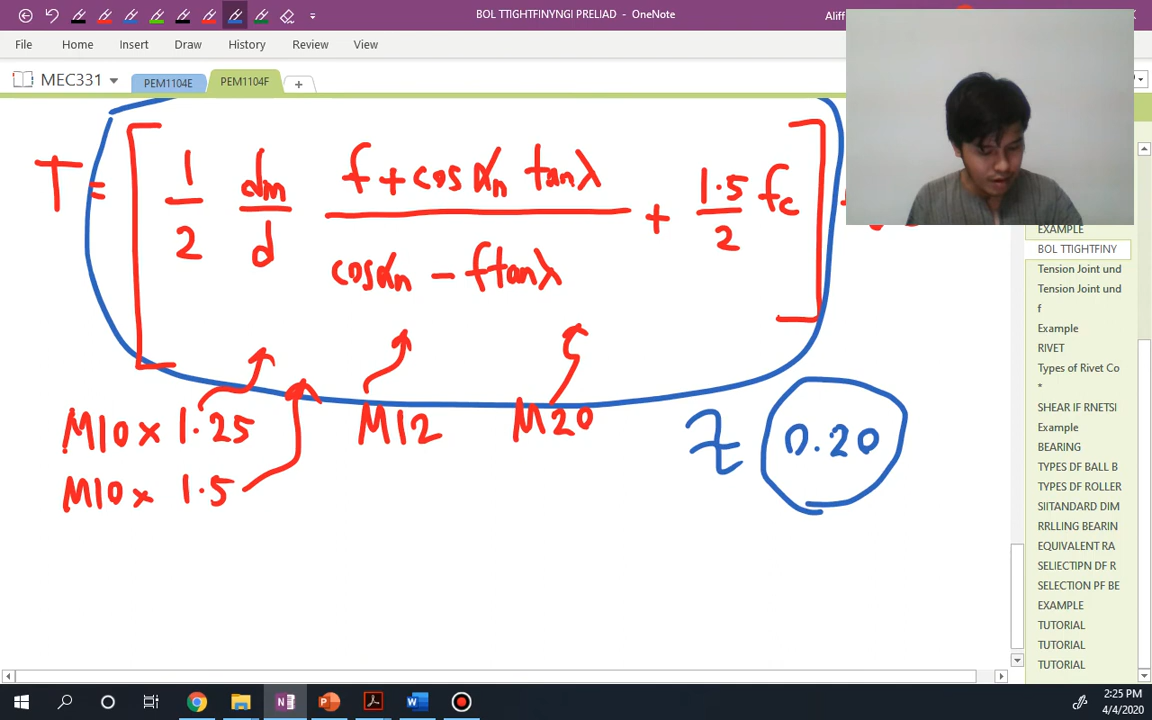 BOL TTIGHTFINYNGI PRELIAD - OneNote
Aliff
File Home Insert Draw History Review View
MEC331 PEM1104E PEM1104F
T = [ 1/2 dm/d (f + cos αn tan λ)/(cos αn − f tan λ) + 1.5/2 fc ]
M10 x 1.25 M12 M20 ≈ 0.20
M10 x 1.5
EXAMPLE
BOL TTIGHTFINY
Tension Joint und
Tension Joint und
f
Example
RIVET
Types of Rivet Co
*
SHEAR IF RNETSI
Example
BEARING
TYPES DF BALL B
TYPES DF ROLLER
SIITANDARD DIM
RRLLING BEARIN
EQUIVALENT RA
SELIECTIPN DF R
SELECTION PF BE
EXAMPLE
TUTORIAL
TUTORIAL
TUTORIAL
2:25 PM
4/4/2020